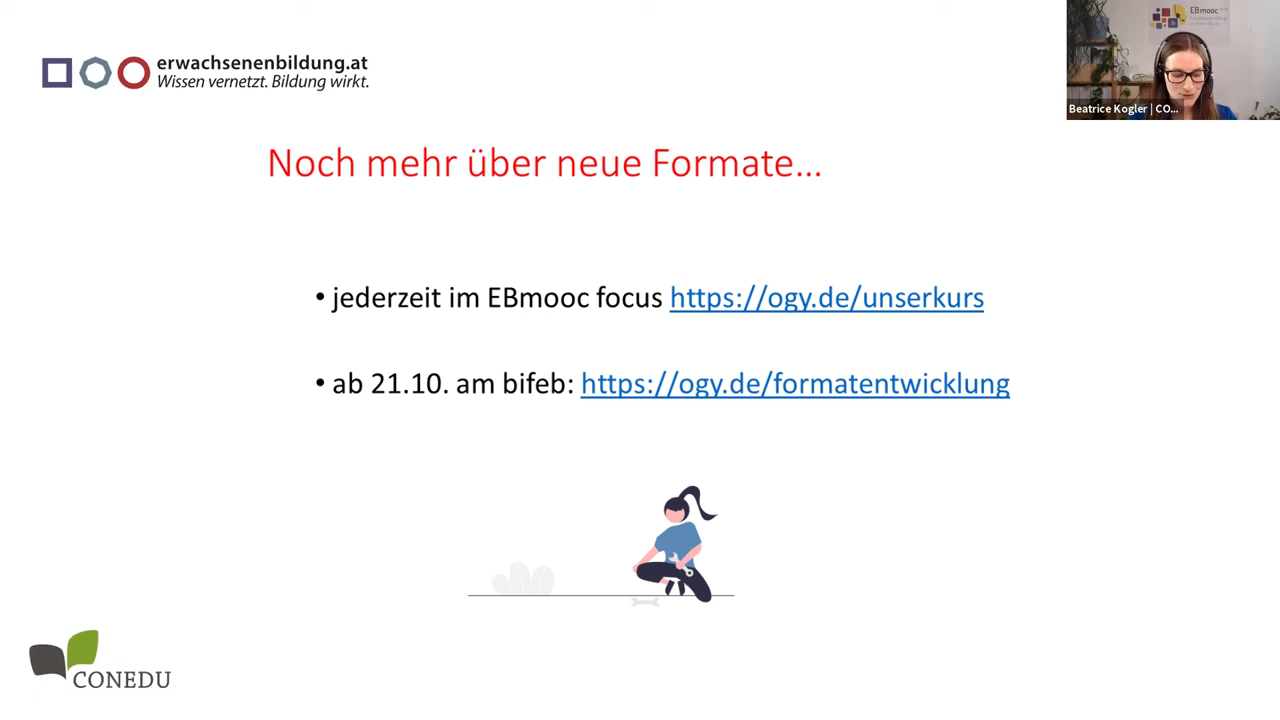 erwachsenenbildung.at
Wissen vernetzt. Bildung wirkt.
EBmooc
Beatrice Kogler | CO...
Noch mehr über neue Formate...
• jederzeit im EBmooc focus https://ogy.de/unserkurs
• ab 21.10. am bifeb: https://ogy.de/formatentwicklung
CONEDU